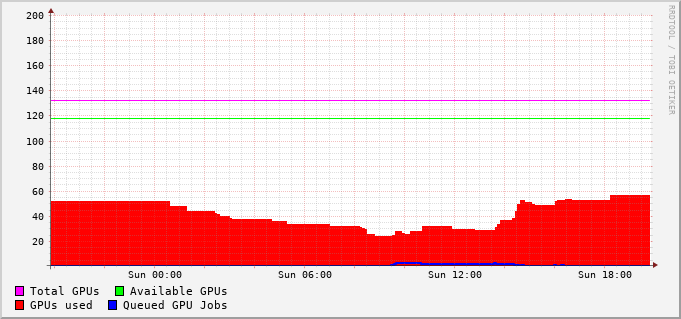 200
180
160
140
120
100
80
60
40
20
Sun 00:00 Sun 06:00 Sun 12:00 Sun 18:00
Total GPUs Available GPUs
GPUs used Queued GPU Jobs
RRDTOOL / TOBI OETIKER